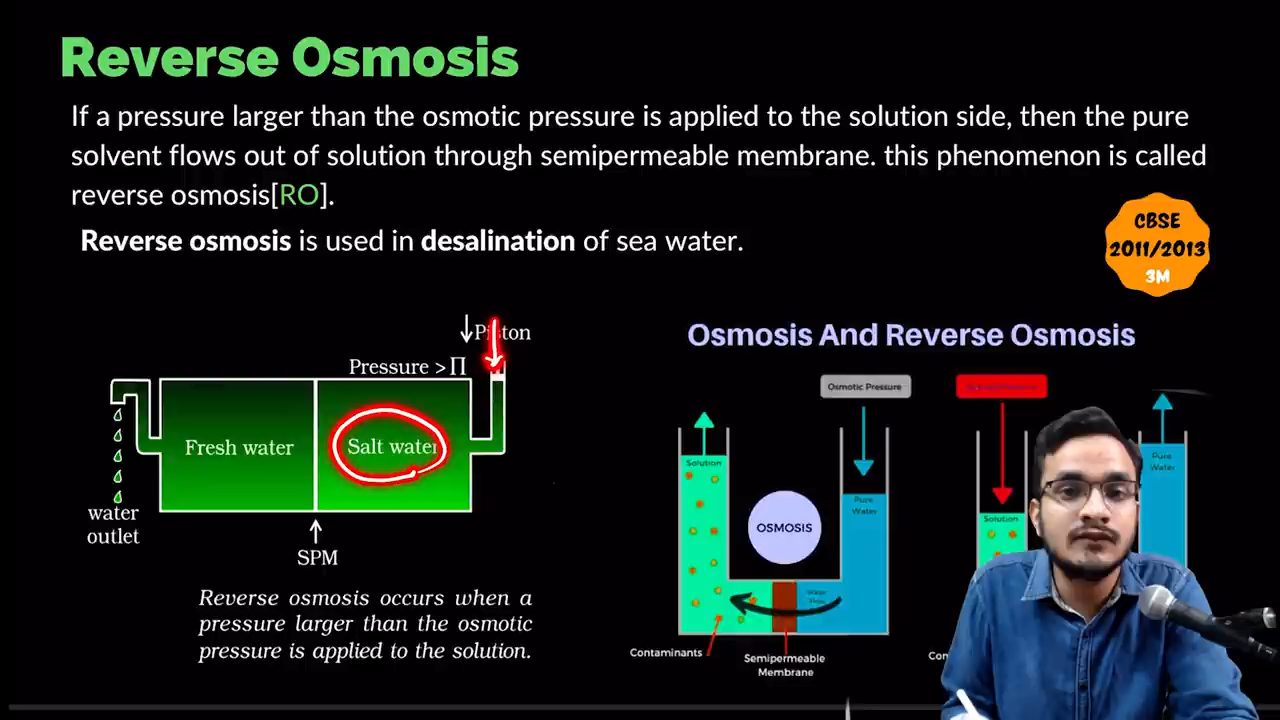 Reverse Osmosis
If a pressure larger than the osmotic pressure is applied to the solution side, then the pure
solvent flows out of solution through semipermeable membrane. this phenomenon is called
reverse osmosis[RO].
Reverse osmosis is used in desalination of sea water.
CBSE
2011/2013
3M
Piston
Pressure > Π
Fresh water
Salt water
water
outlet
SPM
Reverse osmosis occurs when a
pressure larger than the osmotic
pressure is applied to the solution.
Osmosis And Reverse Osmosis
Osmotic Pressure
Solution
Pure
Water
OSMOSIS
Water
Flow
Contaminants
Semipermeable
Membrane
Solution
Pure
Water